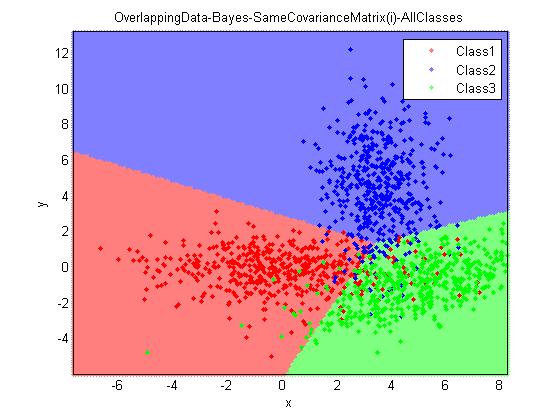 OverlappingData-Bayes-SameCovarianceMatrix(i)-AllClasses
Class1
Class2
Class3
12
10
8
6
4
2
0
-2
-4
y
-6 -4 -2 0 2 4 6 8
x